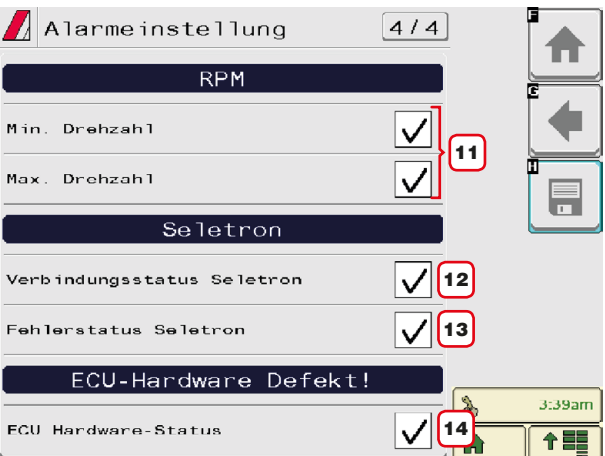 Alarmeinstellung 4/4
RPM
Min. Drehzahl
Max. Drehzahl
11
Seletron
Verbindungsstatus Seletron
12
Fehlerstatus Seletron
13
ECU-Hardware Defekt!
ECU Hardware-Status
14
F
G
H
3:39am